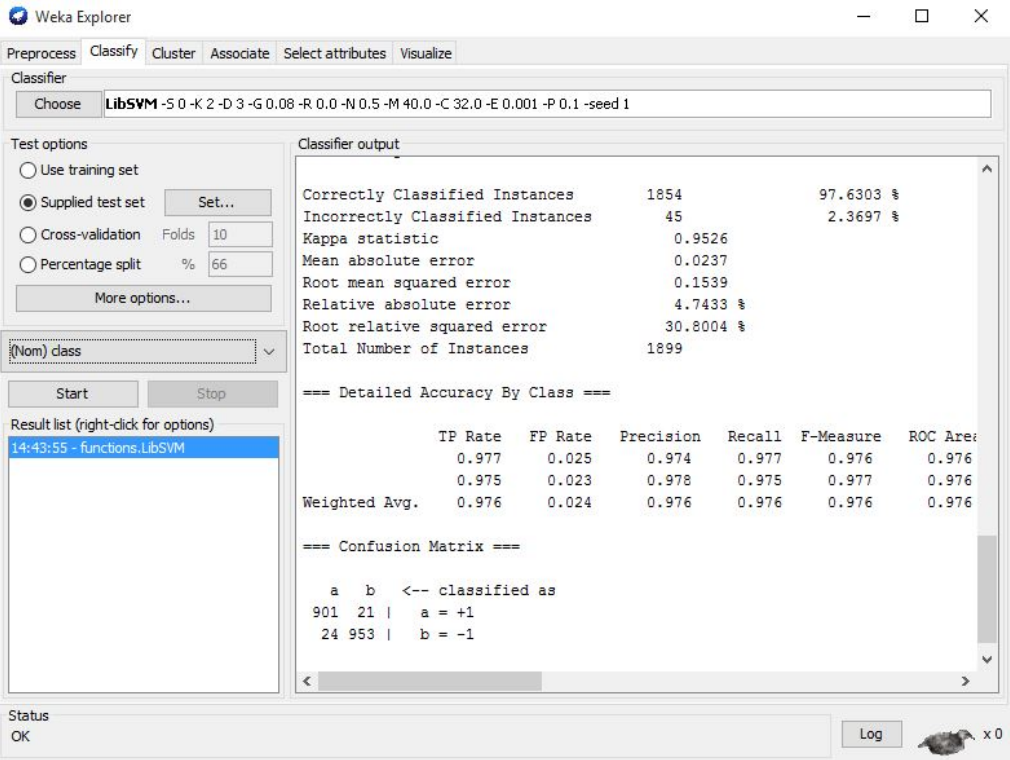 Weka Explorer
Preprocess Classify Cluster Associate Select attributes Visualize
Classifier
Choose LibSVM -S 0 -K 2 -D 3 -G 0.08 -R 0.0 -N 0.5 -M 40.0 -C 32.0 -E 0.001 -P 0.1 -seed 1
Test options
Use training set
Supplied test set Set...
Cross-validation Folds 10
Percentage split % 66
More options...
(Nom) class
Start Stop
Result list (right-click for options)
14:43:55 - functions.LibSVM
Classifier output
Correctly Classified Instances 1854 97.6303 %
Incorrectly Classified Instances 45 2.3697 %
Kappa statistic 0.9526
Mean absolute error 0.0237
Root mean squared error 0.1539
Relative absolute error 4.7433 %
Root relative squared error 30.8004 %
Total Number of Instances 1899
=== Detailed Accuracy By Class ===
TP Rate FP Rate Precision Recall F-Measure ROC Area
0.977 0.025 0.974 0.977 0.976 0.976
0.975 0.023 0.978 0.975 0.977 0.976
Weighted Avg. 0.976 0.024 0.976 0.976 0.976 0.976
=== Confusion Matrix ===
a b <-- classified as
901 21 | a = +1
24 953 | b = -1
Status
OK
Log x 0